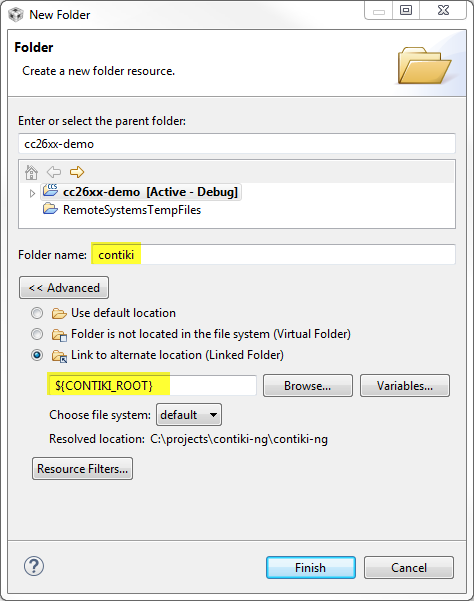 New Folder
Folder
Create a new folder resource.
Enter or select the parent folder:
cc26xx-demo
CCS
cc26xx-demo [Active - Debug]
RemoteSystemsTempFiles
Folder name: contiki
<< Advanced
Use default location
Folder is not located in the file system (Virtual Folder)
Link to alternate location (Linked Folder)
${CONTIKI_ROOT} Browse... Variables...
Choose file system: default
Resolved location: C:\projects\contiki-ng\contiki-ng
Resource Filters...
? Finish Cancel